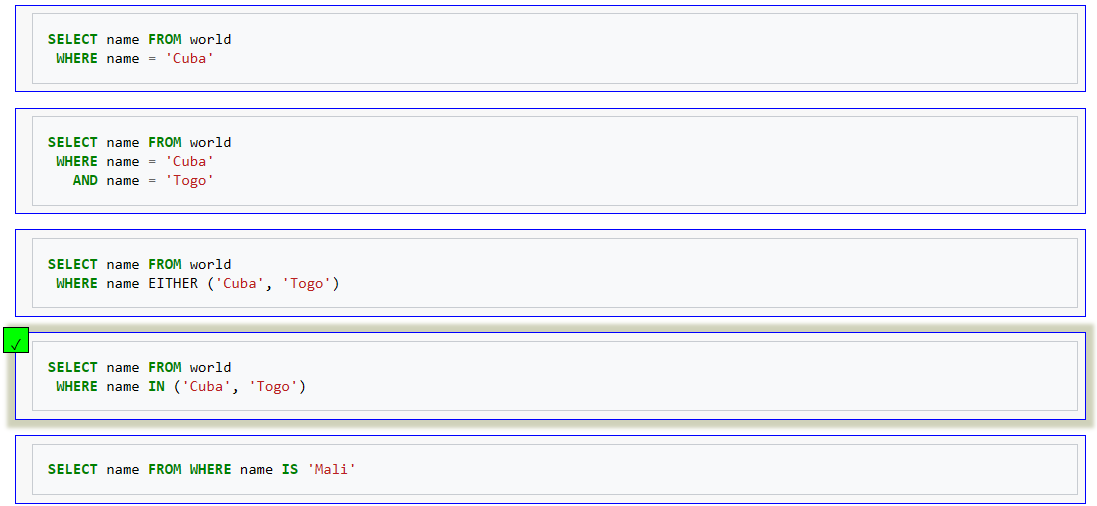 SELECT name FROM world
WHERE name = 'Cuba'
SELECT name FROM world
WHERE name = 'Cuba'
AND name = 'Togo'
SELECT name FROM world
WHERE name EITHER ('Cuba', 'Togo')
✓
SELECT name FROM world
WHERE name IN ('Cuba', 'Togo')
SELECT name FROM WHERE name IS 'Mali'